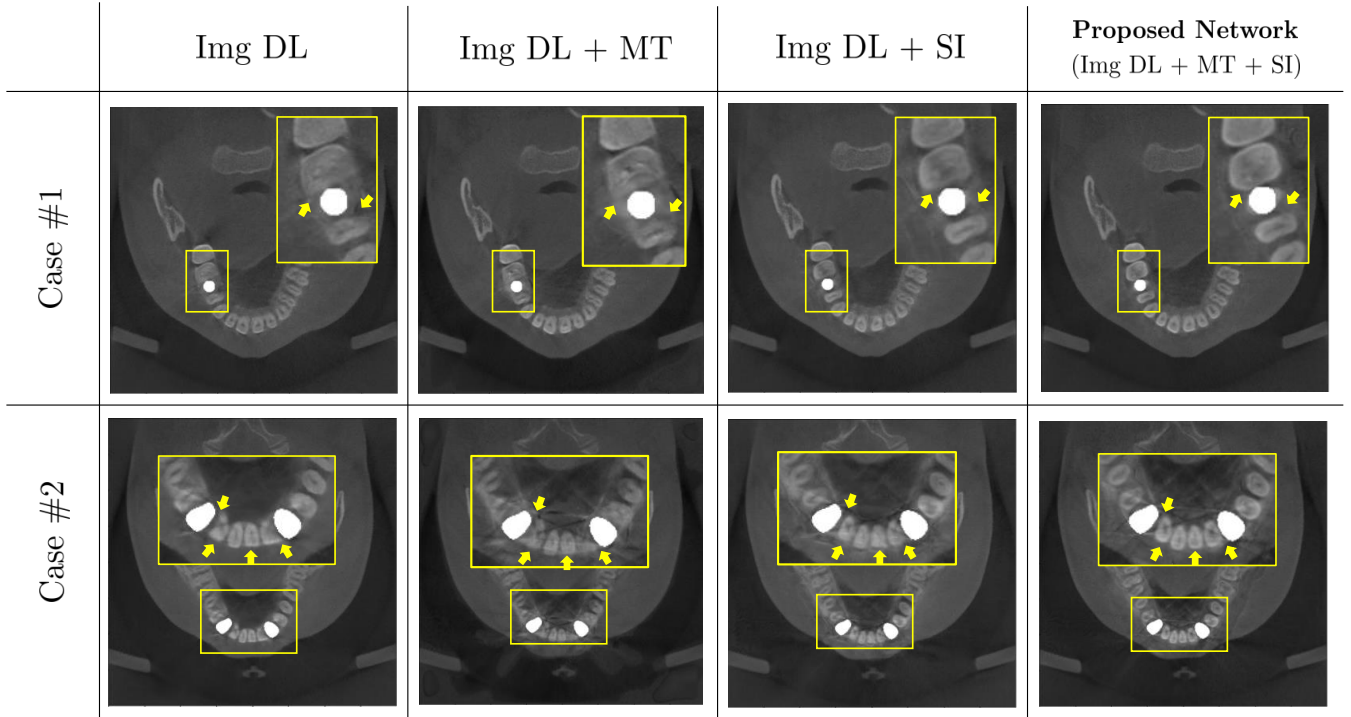 Img DL
Img DL + MT
Img DL + SI
Proposed Network
(Img DL + MT + SI)
Case #1
Case #2